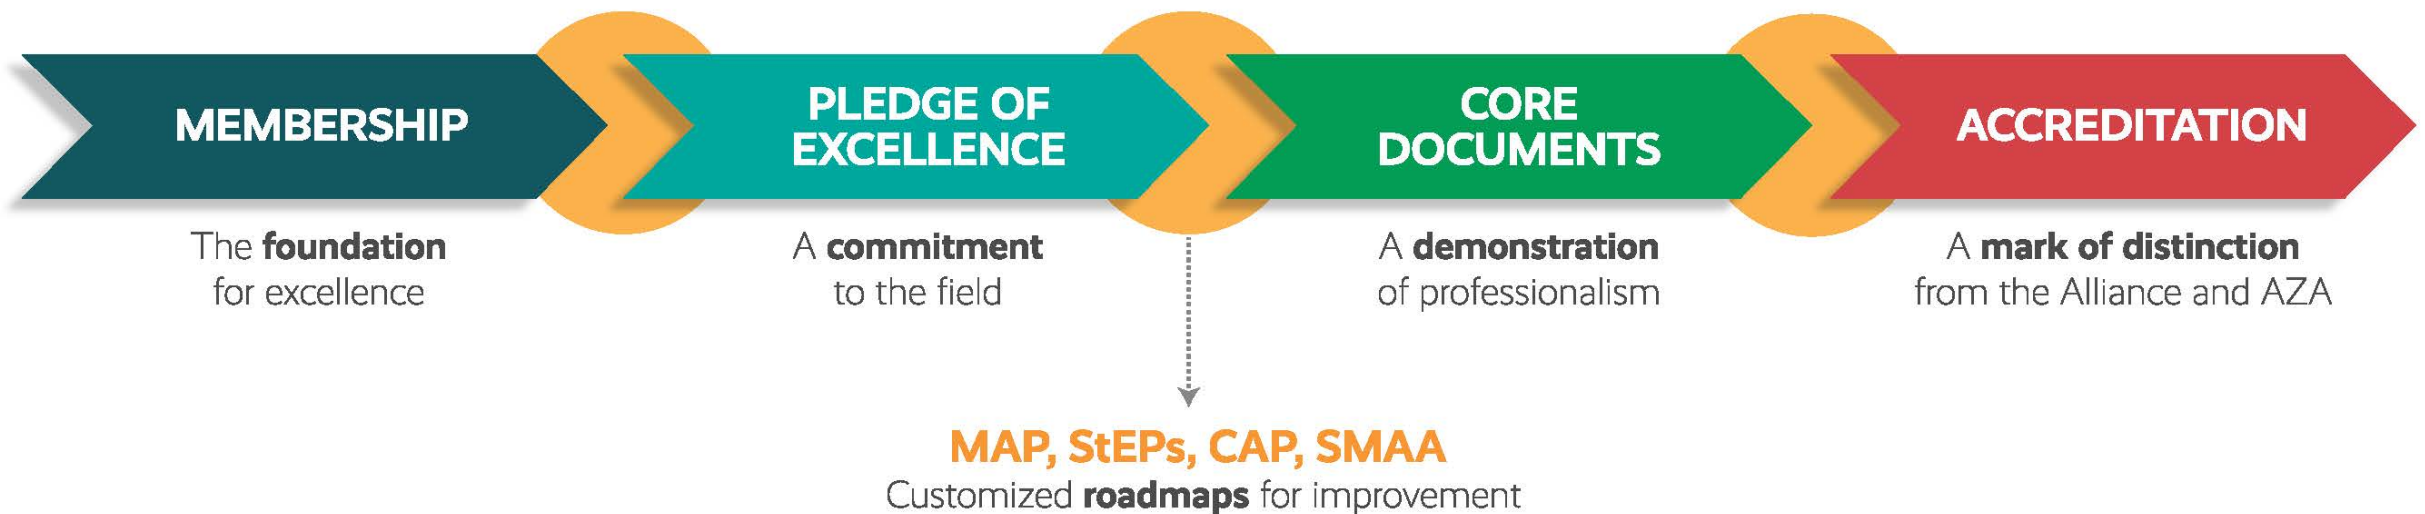 MEMBERSHIP
The foundation
for excellence
PLEDGE OF
EXCELLENCE
A commitment
to the field
CORE
DOCUMENTS
A demonstration
of professionalism
ACCREDITATION
A mark of distinction
from the Alliance and AZA
MAP, StEPs, CAP, SMAA
Customized roadmaps for improvement